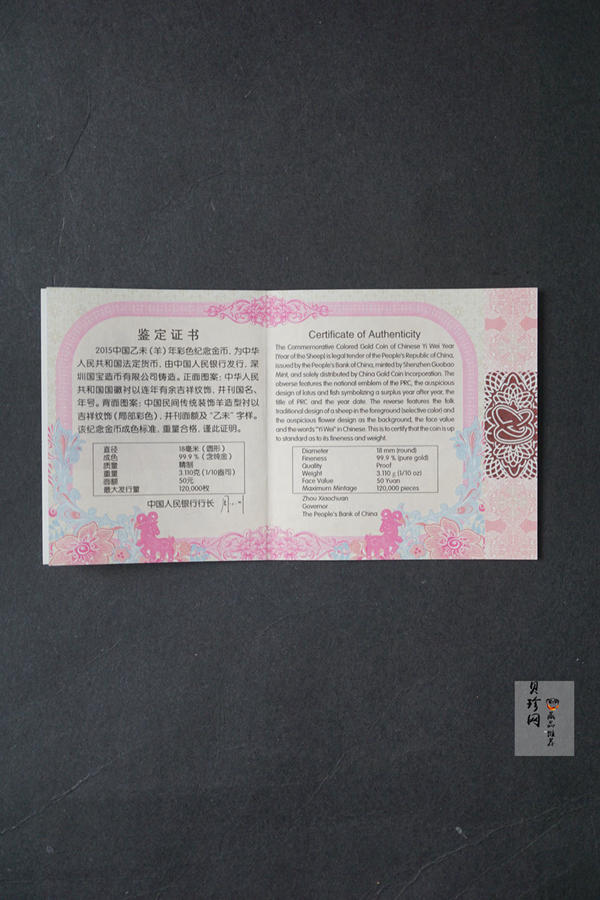 鉴定证书
2015中国乙未（羊）年彩色纪念金币，为中华
人民共和国法定货币，由中国人民银行发行，深
圳国宝造币有限公司铸造。正面图案：中华人民
共和国国徽衬以连年有余吉祥纹饰，并刊国名、
年号。背面图案：中国民间传统装饰羊造型衬以
吉祥纹饰（局部彩色），并刊面额及“乙未”字样。
该纪念金币成色标准，重量合格，谨此证明。
直径 18毫米（圆形）
成色 99.9％（含纯金）
质量 精制
重量 3.110克（1/10盎司）
面额 50元
最大发行量 120,000枚
中国人民银行行长
Certificate of Authenticity
The Commemorative Colored Gold Coin of Chinese Yi Wei Year
(Year of the Sheep) is legal tender of the People's Republic of China,
issued by the People's Bank of China, minted by Shenzhen Guobao
Mint, and solely distributed by China Gold Coin Incorporation. The
obverse features the national emblem of the PRC, the auspicious
design of lotus and fish symbolizing a surplus year after year, the
title of PRC and the year date. The reverse features the folk
traditional design of a sheep in the foreground (selective color) and
the auspicious flower design as the background, the face value
and the words "Yi Wei" in Chinese. This is to certify that the coin is up
to standard as to its fineness and weight.
Diameter 18 mm (round)
Fineness 99.9 % (pure gold)
Quality Proof
Weight 3.110 g (1/10 oz)
Face Value 50 Yuan
Maximum Mintage 120,000 pieces
Zhou Xiaochuan
Governor
The People's Bank of China
贝珍网
藏品推荐